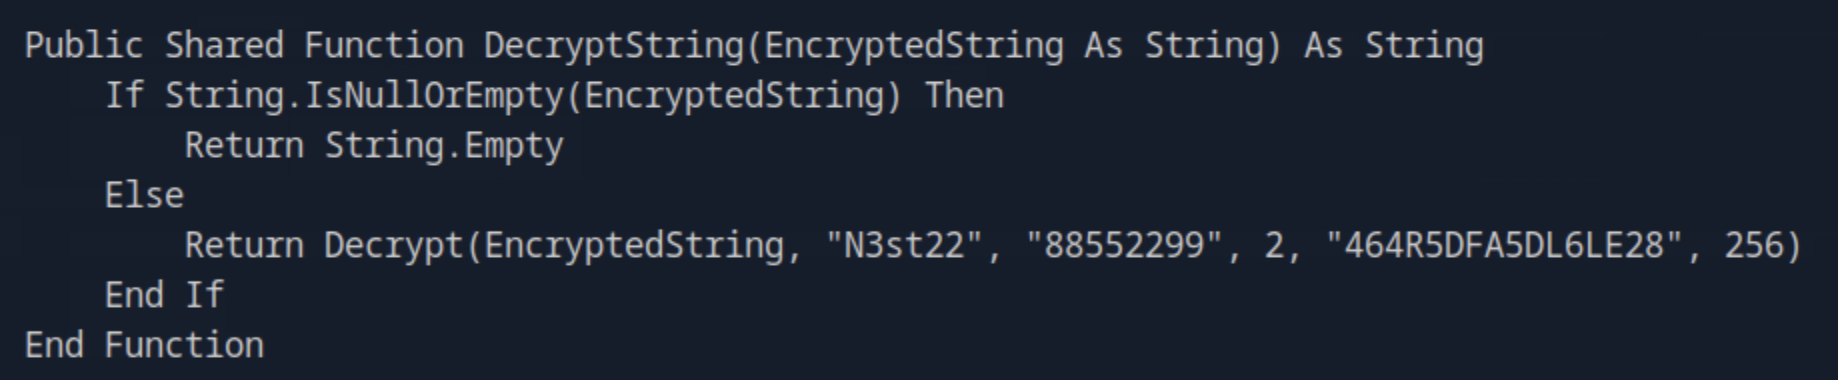 Public Shared Function DecryptString(EncryptedString As String) As String
    If String.IsNullOrEmpty(EncryptedString) Then
        Return String.Empty
    Else
        Return Decrypt(EncryptedString, "N3st22", "88552299", 2, "464R5DFA5DL6LE28", 256)
    End If
End Function